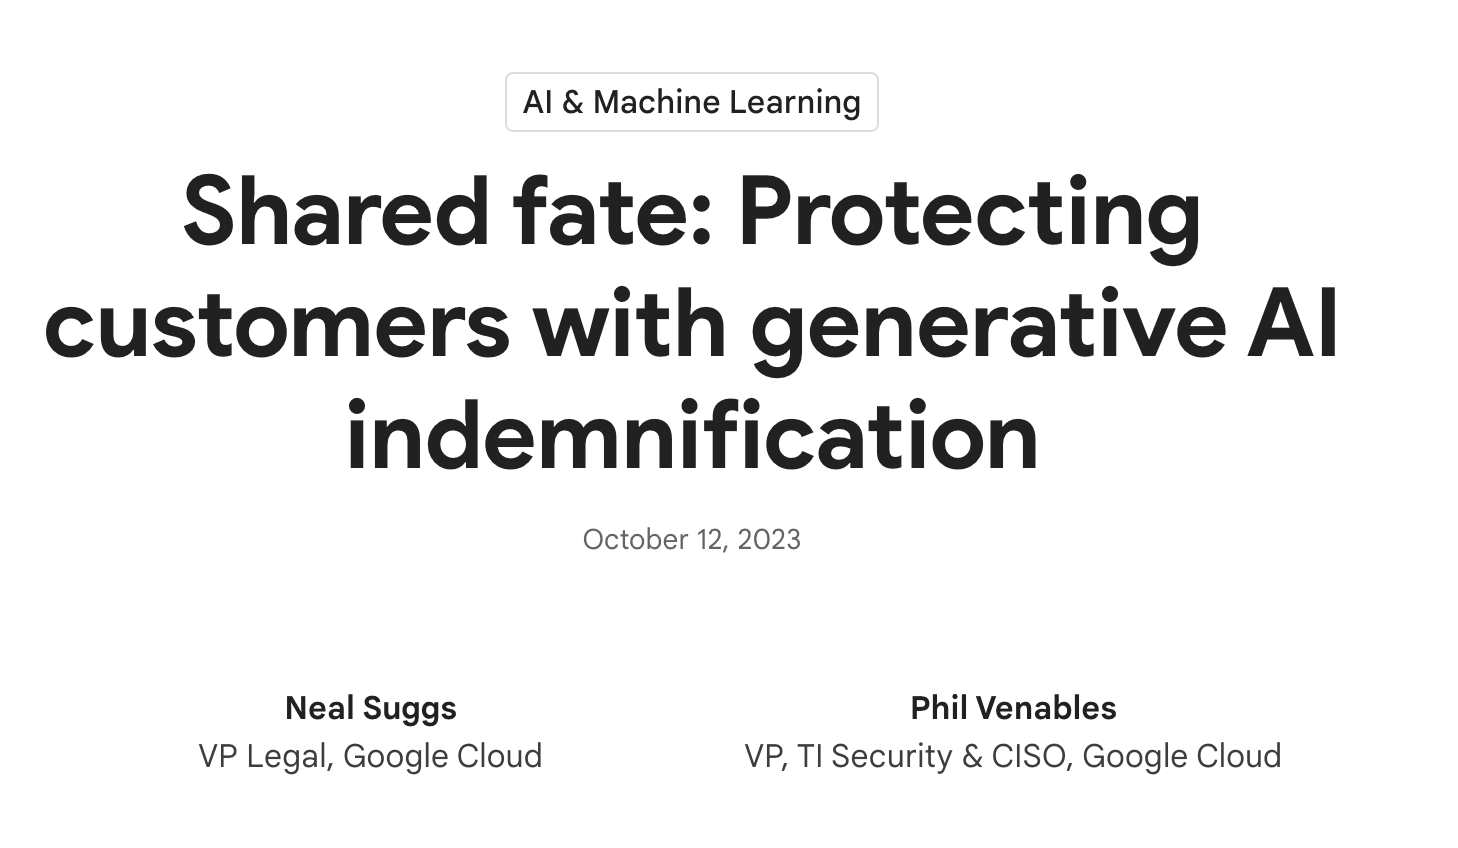 AI & Machine Learning
Shared fate: Protecting
customers with generative AI
indemnification
October 12, 2023
Neal Suggs
VP Legal, Google Cloud
Phil Venables
VP, TI Security & CISO, Google Cloud